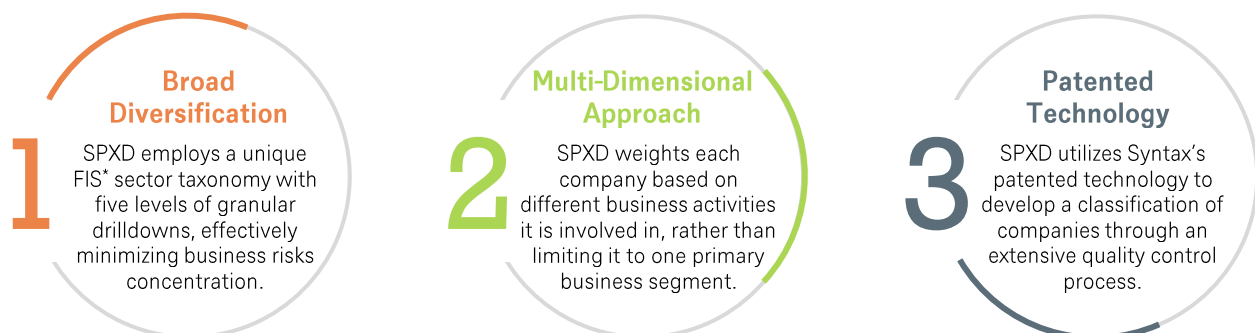 1
Broad
Diversification
SPXD employs a unique
FIS* sector taxonomy with
five levels of granular
drilldowns, effectively
minimizing business risks
concentration.
2
Multi-Dimensional
Approach
SPXD weights each
company based on
different business activities
it is involved in, rather than
limiting it to one primary
business segment.
3
Patented
Technology
SPXD utilizes Syntax’s
patented technology to
develop a classification of
companies through an
extensive quality control
process.